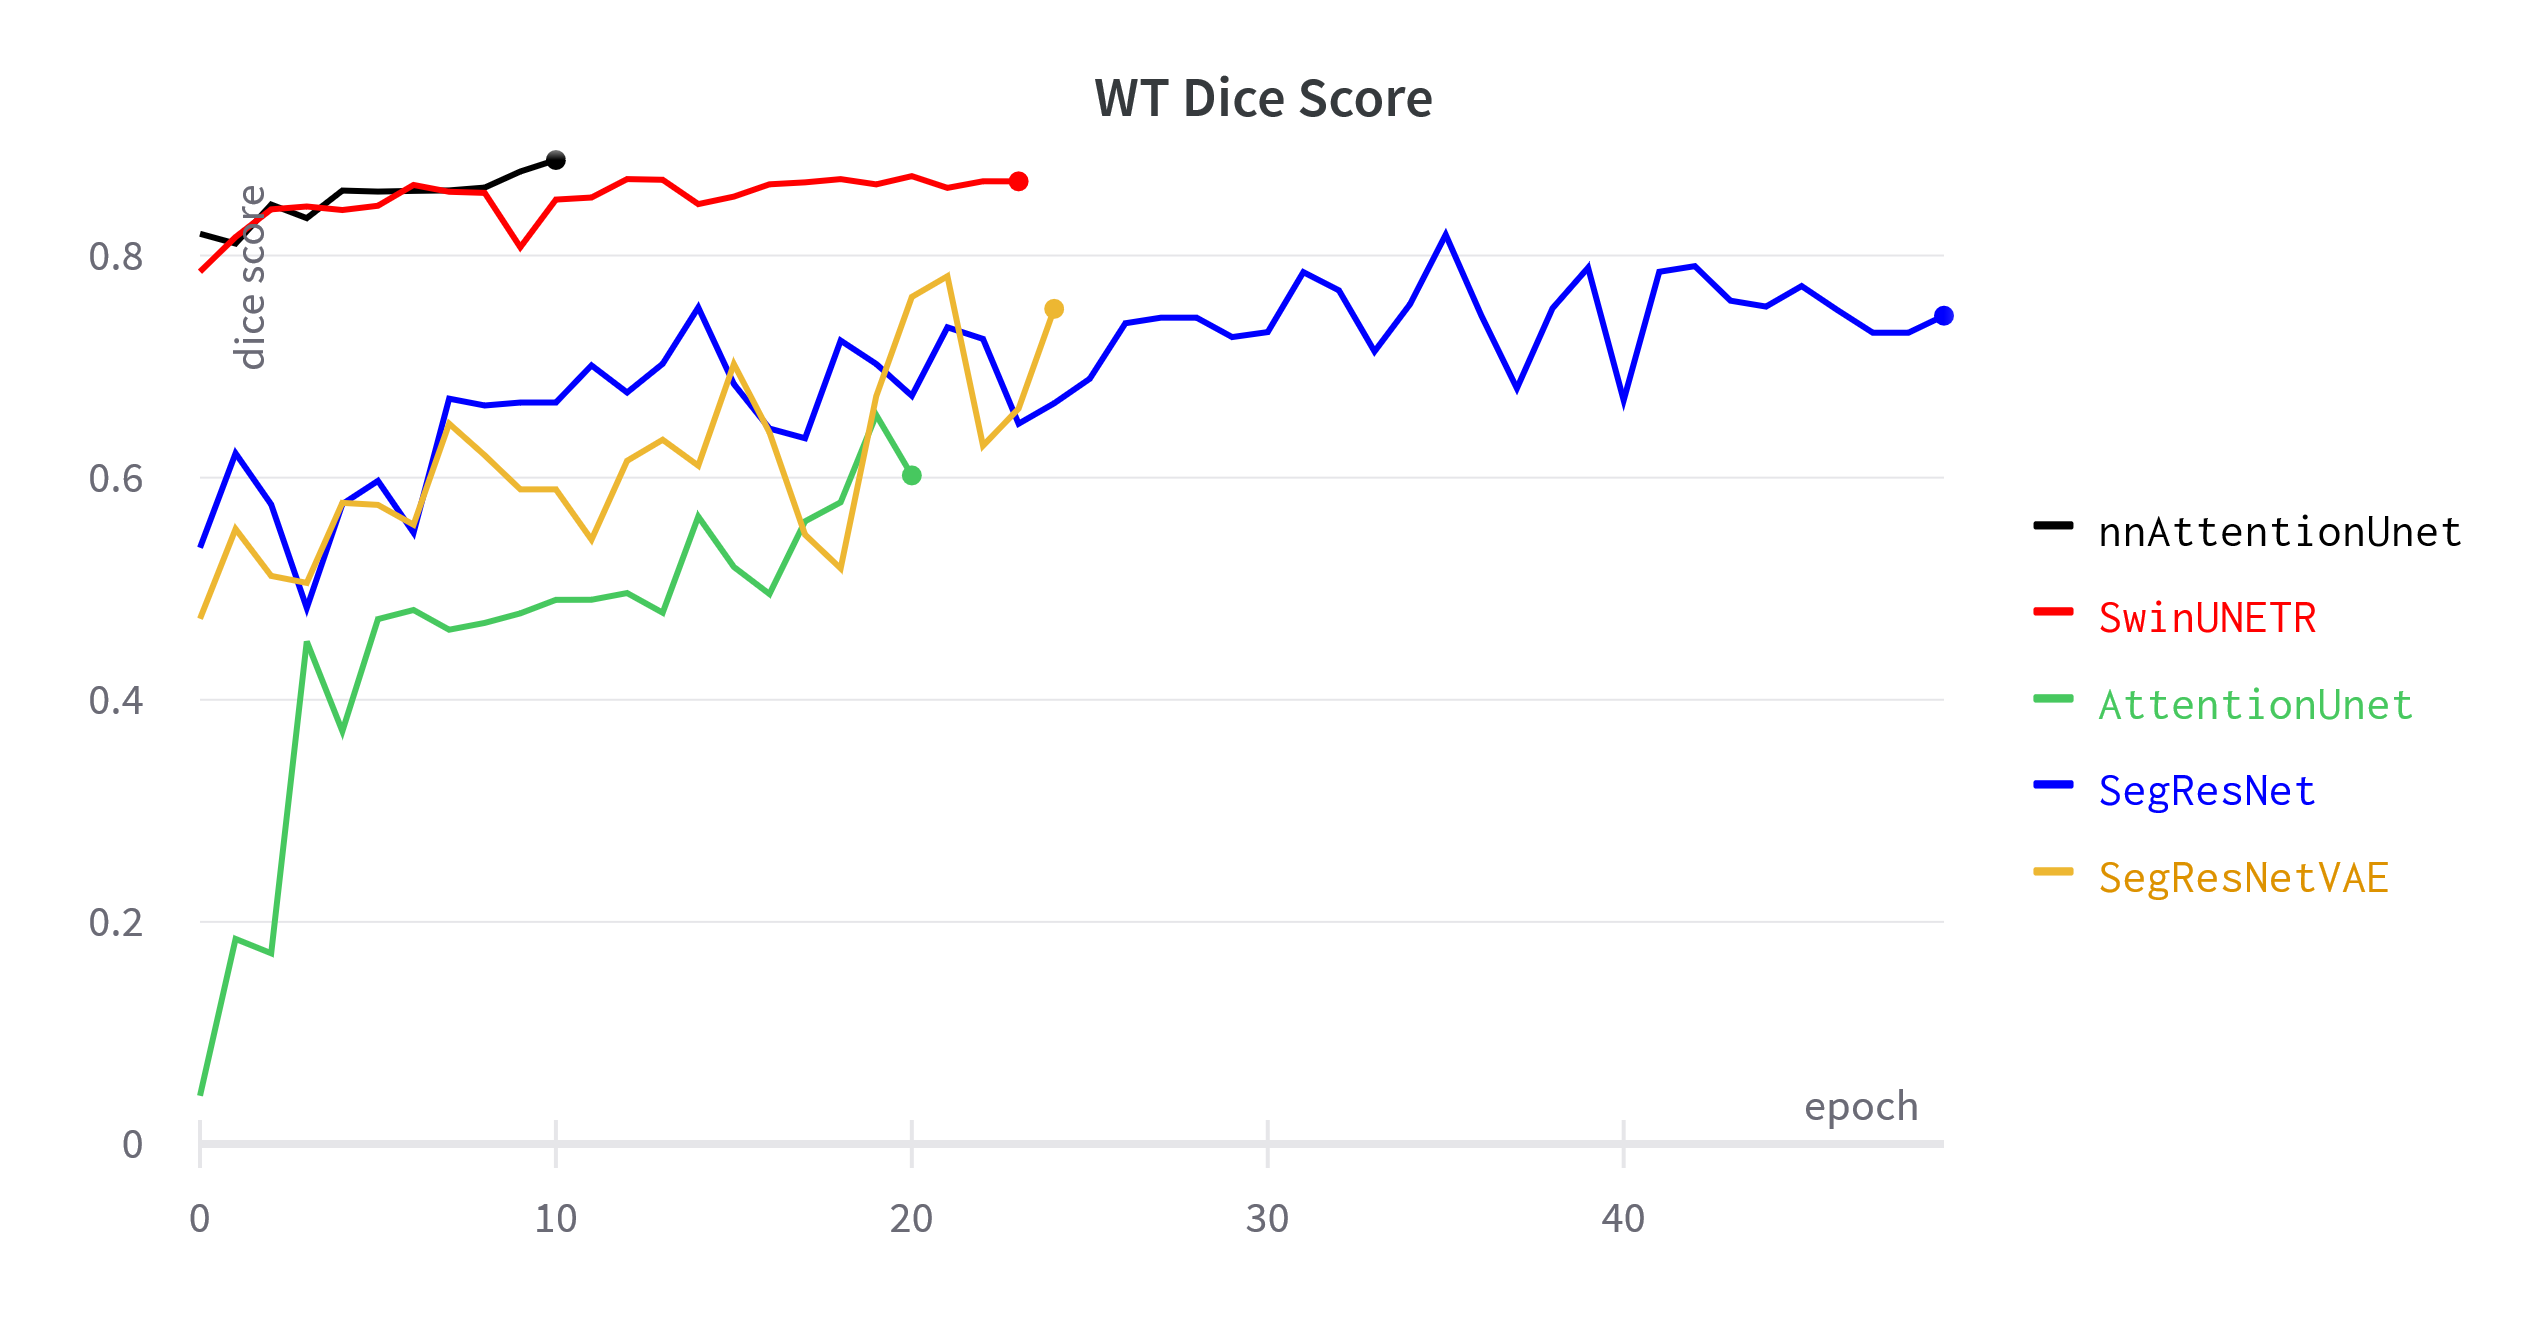 WT Dice Score
dice score
0.8
0.6
0.4
0.2
0
0
10
20
30
40
epoch
nnAttentionUnet
SwinUNETR
AttentionUnet
SegResNet
SegResNetVAE